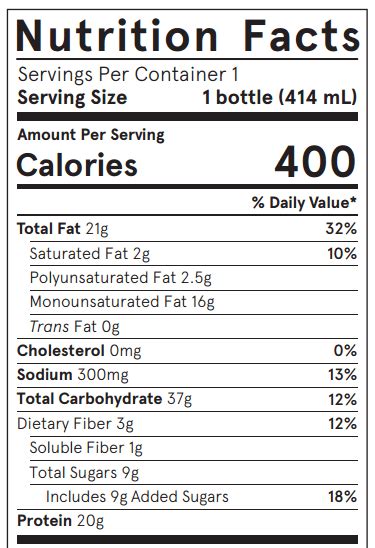 Nutrition Facts
Servings Per Container 1
Serving Size 1 bottle (414 mL)
Amount Per Serving
Calories 400
% Daily Value*
Total Fat 21g 32%
Saturated Fat 2g 10%
Polyunsaturated Fat 2.5g
Monounsaturated Fat 16g
Trans Fat 0g
Cholesterol 0mg 0%
Sodium 300mg 13%
Total Carbohydrate 37g 12%
Dietary Fiber 3g 12%
Soluble Fiber 1g
Total Sugars 9g
Includes 9g Added Sugars 18%
Protein 20g